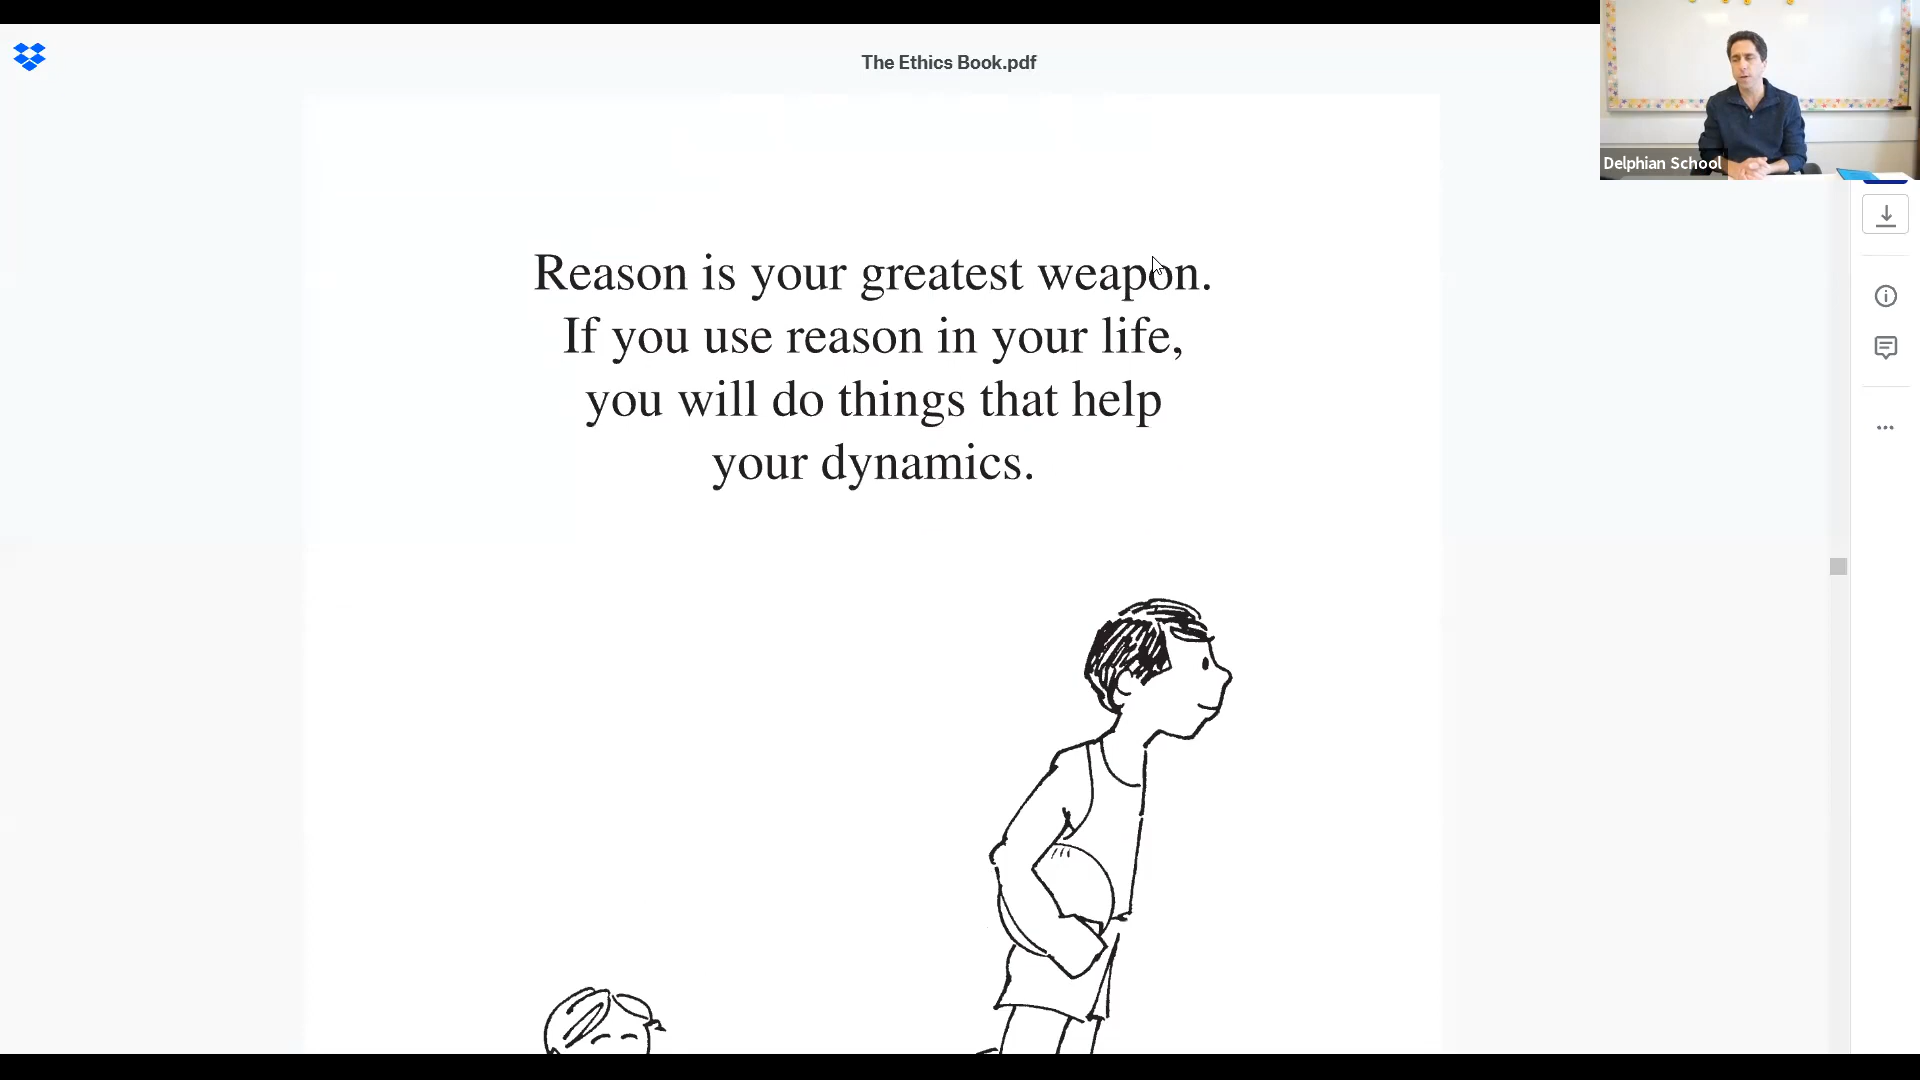 The Ethics Book.pdf
Delphian School
Reason is your greatest weapon.
If you use reason in your life,
you will do things that help
your dynamics.